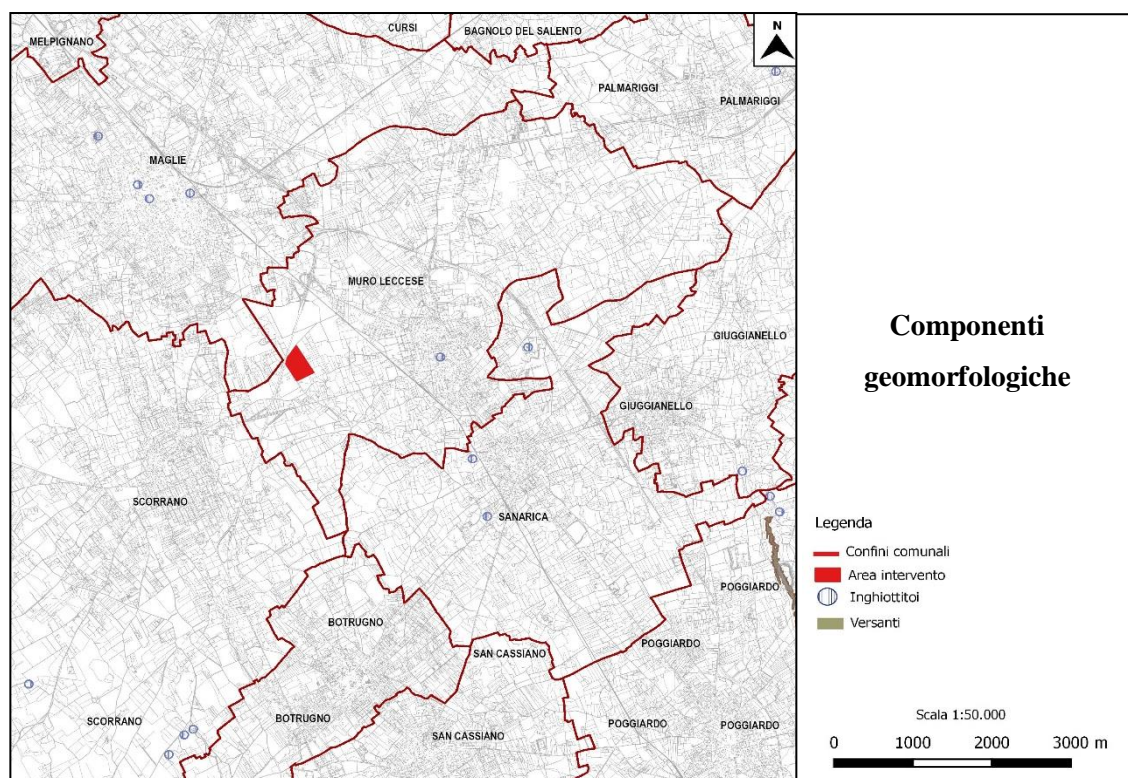 CURSI
BAGNOLO DEL SALENTO
N
MELPIGNANO
PALMARIGGI
PALMARIGGI
MAGLIE
MURO LECCESE
GIUGGIANELLO
GIUGGIANELLO
SCORRANO
SANARICA
POGGIARDO
BOTRUGNO
POGGIARDO
SAN CASSIANO
SCORRANO
BOTRUGNO
POGGIARDO
POGGIARDO
SAN CASSIANO
Componenti
geomorfologiche
Legenda
Confini comunali
Area intervento
Inghiottitoi
Versanti
Scala 1:50.000
0 1000 2000 3000 m